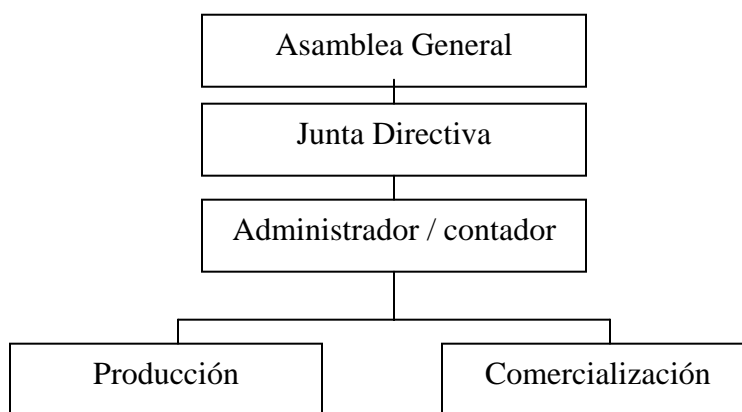 Asamblea General
Junta Directiva
Administrador / contador
Producción
Comercialización